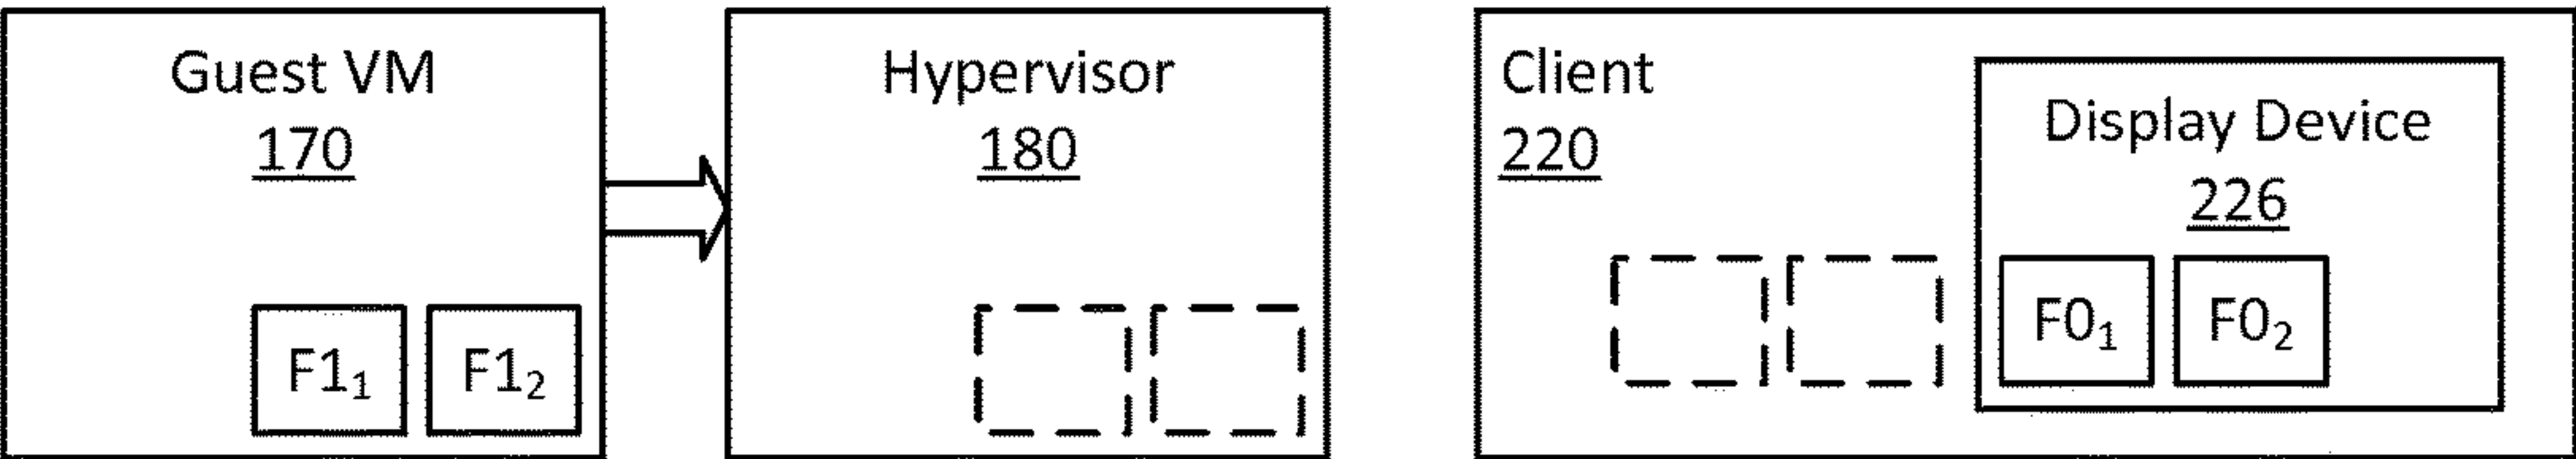 Guest VM
170
F1₁
F1₂
Hypervisor
180
Client
220
Display Device
226
F0₁
F0₂